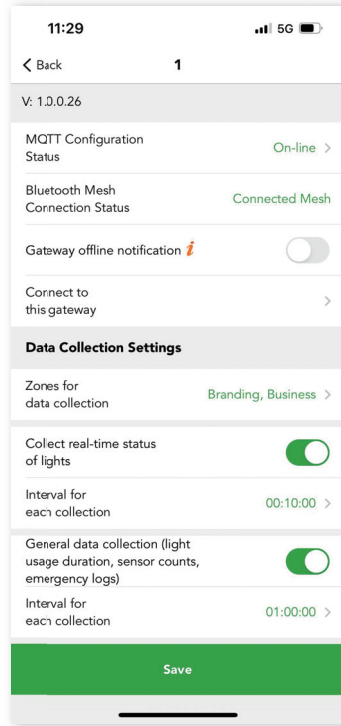 11:29
5G
Back
1
V: 1.0.0.26
MQTT Configuration
Status
On-line
Bluetooth Mesh
Connection Status
Connected Mesh
Gateway offline notification i
Connect to
this gateway
Data Collection Settings
Zones for
data collection
Branding, Business
Collect real-time status
of lights
Interval for
each collection
00:10:00
General data collection (light
usage duration, sensor counts,
emergency logs)
Interval for
each collection
01:00:00
Save